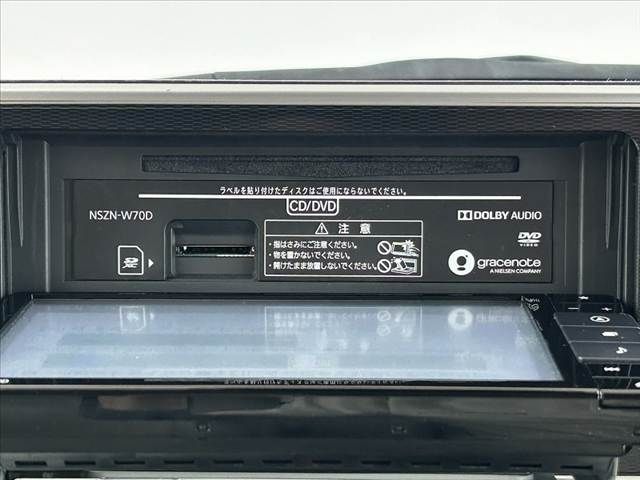 ラベルを貼り付けたディスクはご使用にならないでください。
CD/DVD
NSZN-W70D
DOLBY AUDIO
注 意
・指はさみにご注意ください。
・物を置かないでください。
・開けたまま放置しないでください。
DVD
VIDEO
SD
XC
gracenote
A NIELSEN COMPANY